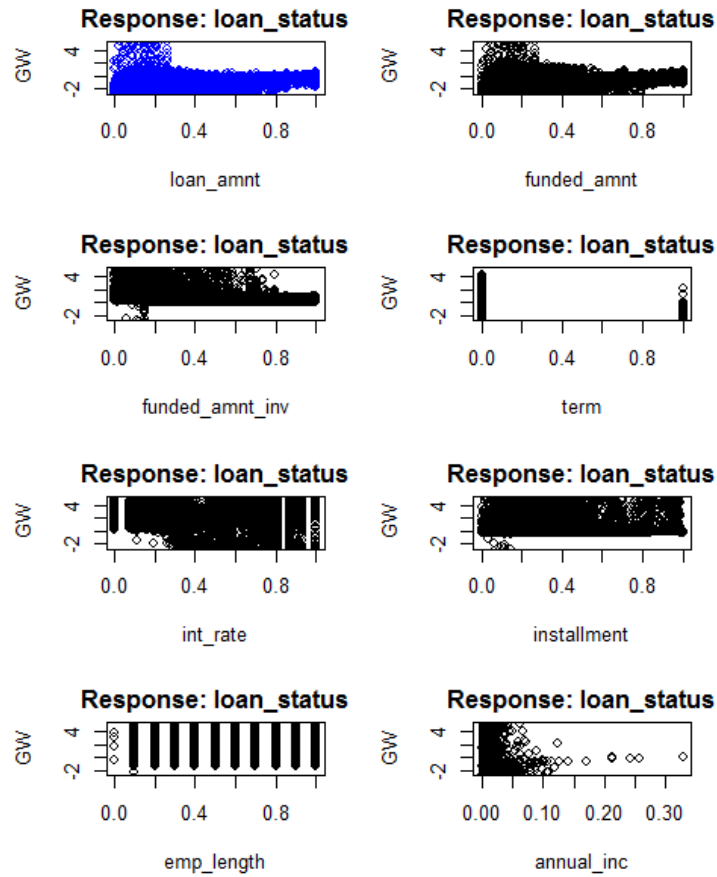 Response: loan_status
GW
4
-2
0.0 0.4 0.8
loan_amnt
Response: loan_status
GW
4
-2
0.0 0.4 0.8
funded_amnt
Response: loan_status
GW
4
-2
0.0 0.4 0.8
funded_amnt_inv
Response: loan_status
GW
4
-2
0.0 0.4 0.8
term
Response: loan_status
GW
4
-2
0.0 0.4 0.8
int_rate
Response: loan_status
GW
4
-2
0.0 0.4 0.8
installment
Response: loan_status
GW
4
-2
0.0 0.4 0.8
emp_length
Response: loan_status
GW
4
-2
0.00 0.10 0.20 0.30
annual_inc